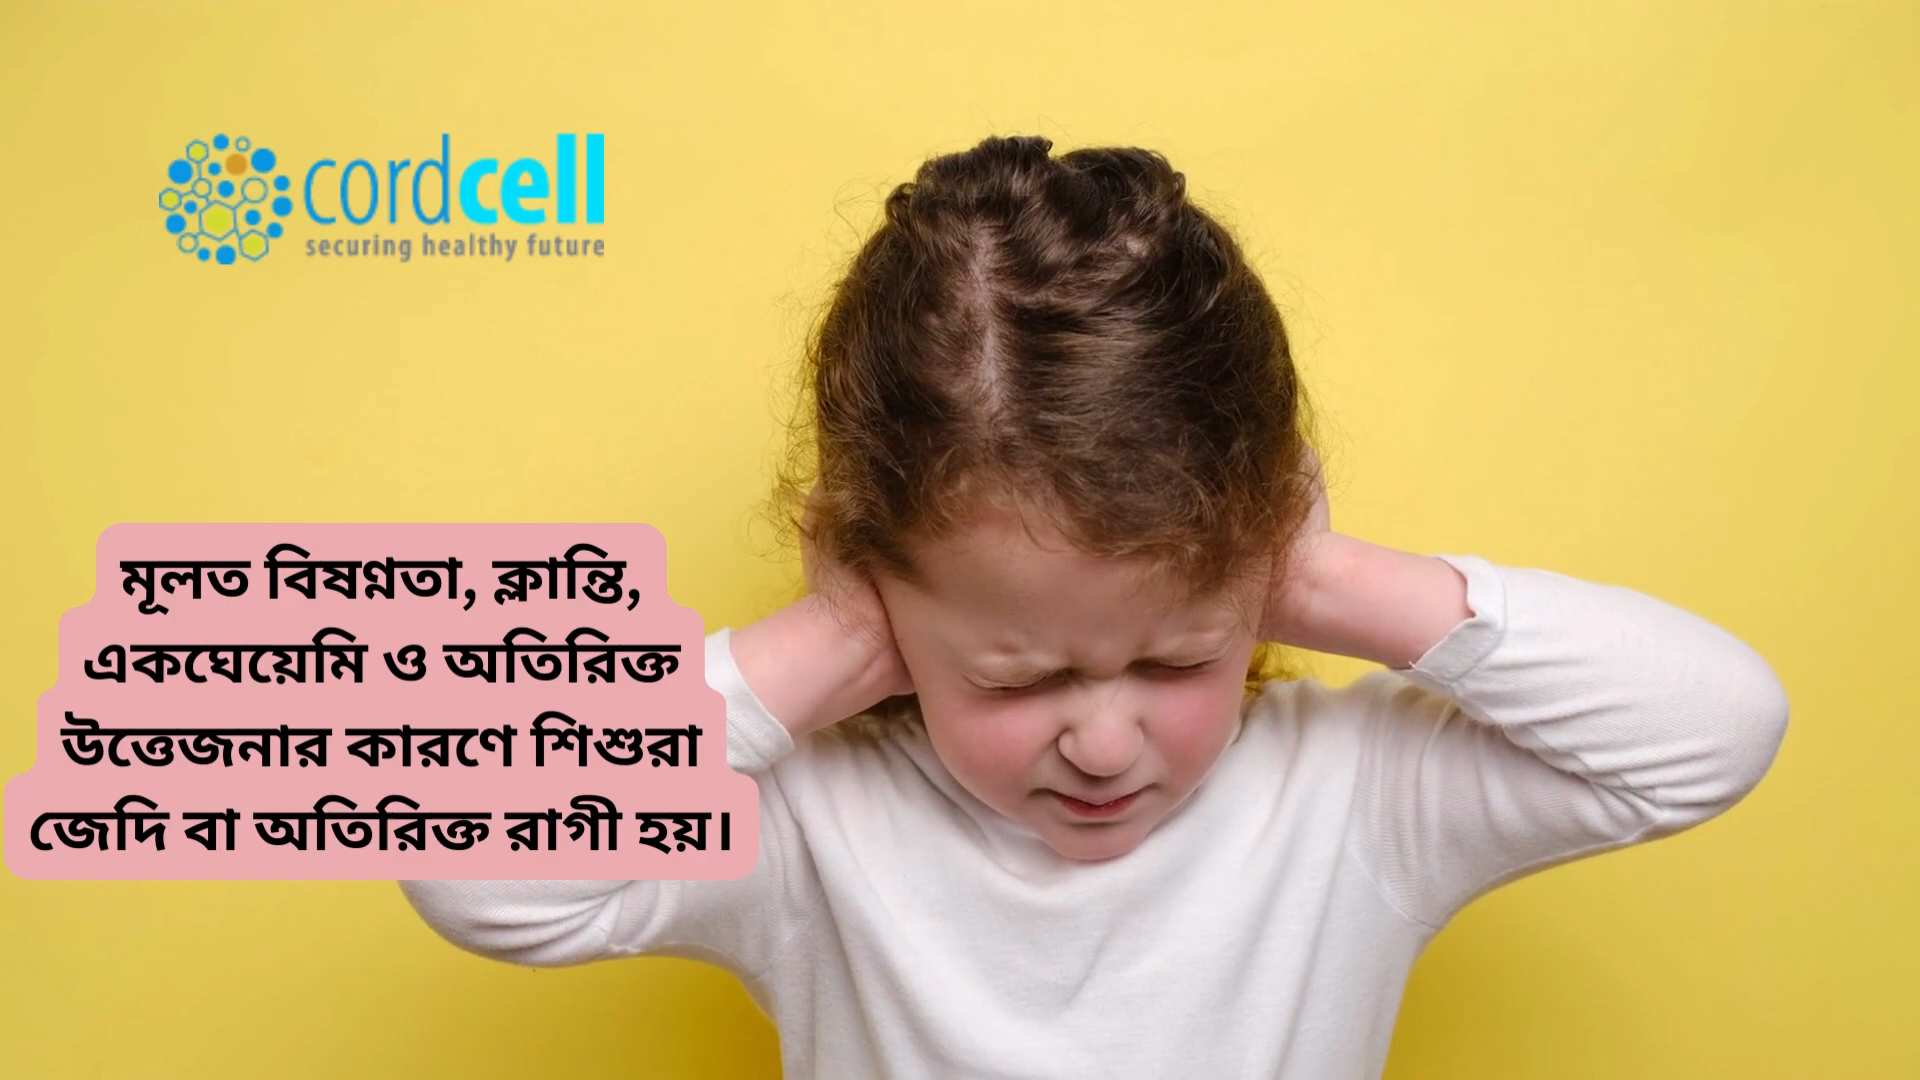 cordcell
securing healthy future
মূলত বিষণ্নতা, ক্লান্তি,
একঘেয়েমি ও অতিরিক্ত
উত্তেজনার কারণে শিশুরা
জেদি বা অতিরিক্ত রাগী হয়।